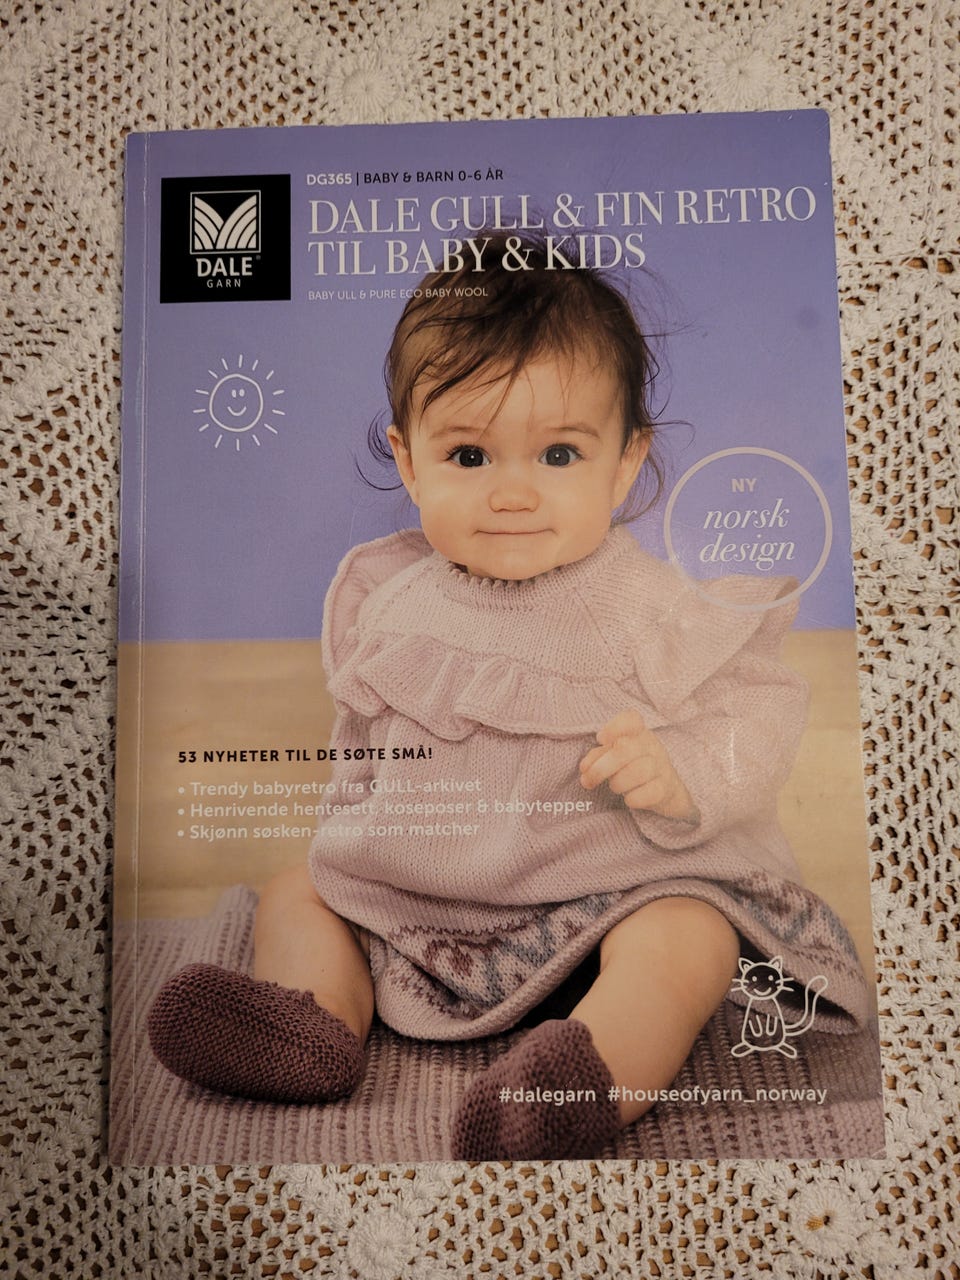 DG365 | BABY & BARN 0-6 ÅR
DALE GULL & FIN RETRO
TIL BABY & KIDS
BABY ULL & PURE ECO BABY WOOL
DALE®
GARN
NY
norsk
design
53 NYHETER TIL DE SØTE SMÅ!
• Trendy babyretro fra GULL-arkivet
• Henrivende hentesett, koseposer & babytepper
• Skjønn søsken-retro som matcher
#dalegarn #houseofyarn_norway